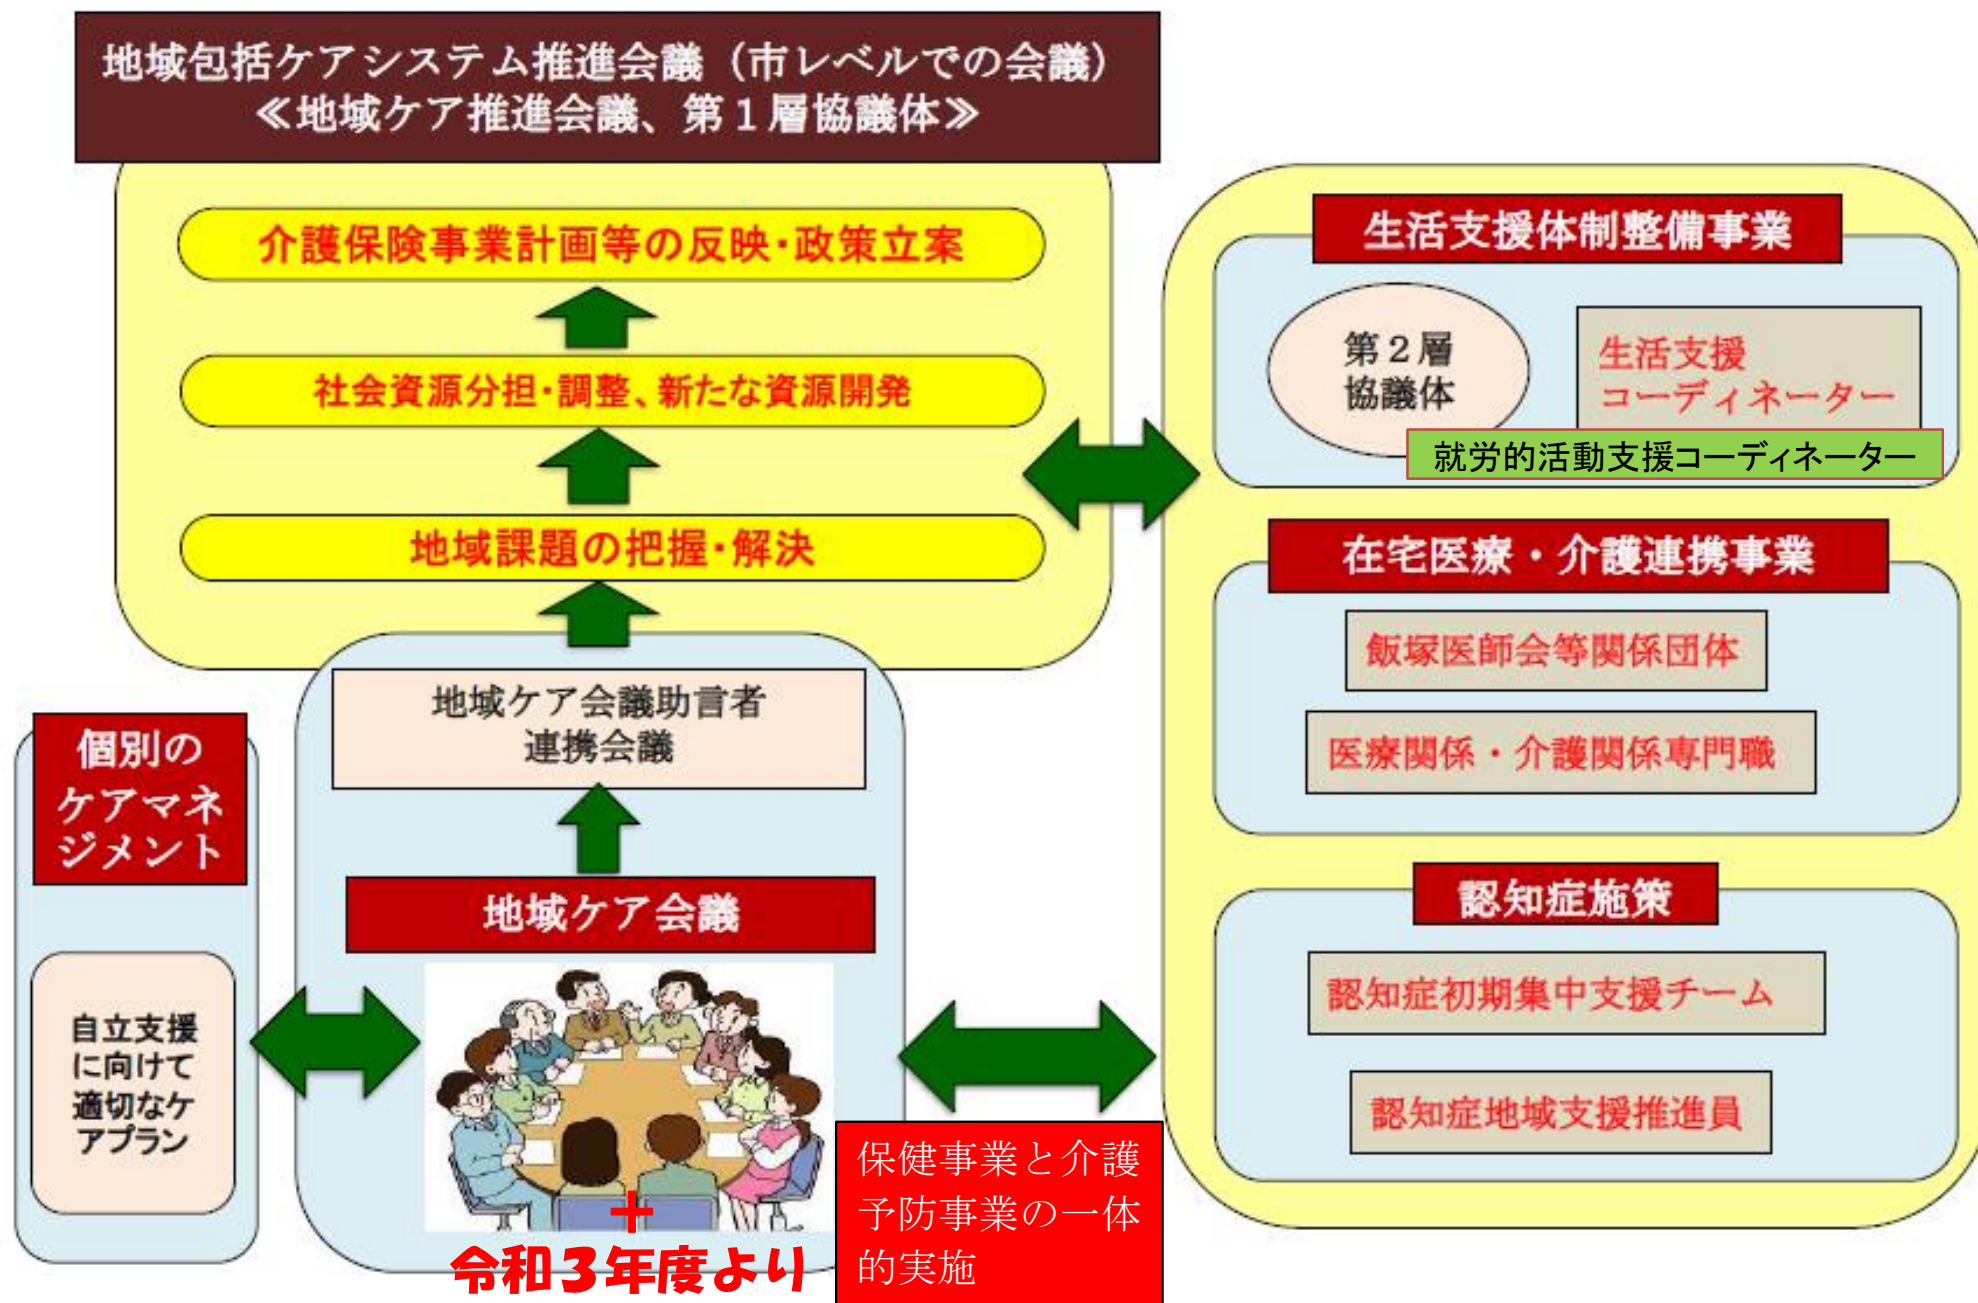 地域包括ケアシステム推進会議（市レベルでの会議）
≪地域ケア推進会議、第１層協議体≫
介護保険事業計画等の反映・政策立案
社会資源分担・調整、新たな資源開発
地域課題の把握・解決
地域ケア会議助言者
連携会議
地域ケア会議
個別の
ケアマネ
ジメント
自立支援
に向けて
適切なケ
アプラン
＋
令和３年度より
保健事業と介護
予防事業の一体
的実施
生活支援体制整備事業
第２層
協議体
生活支援
コーディネーター
就労的活動支援コーディネーター
在宅医療・介護連携事業
飯塚医師会等関係団体
医療関係・介護関係専門職
認知症施策
認知症初期集中支援チーム
認知症地域支援推進員